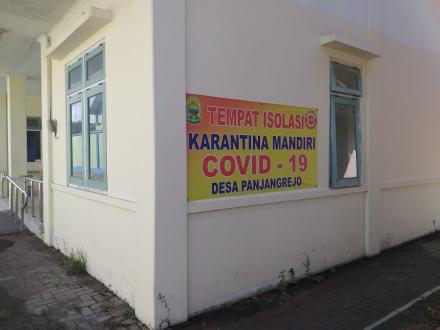 TEMPAT ISOLASI
KARANTINA MANDIRI
COVID - 19
DESA PANJANGREJO